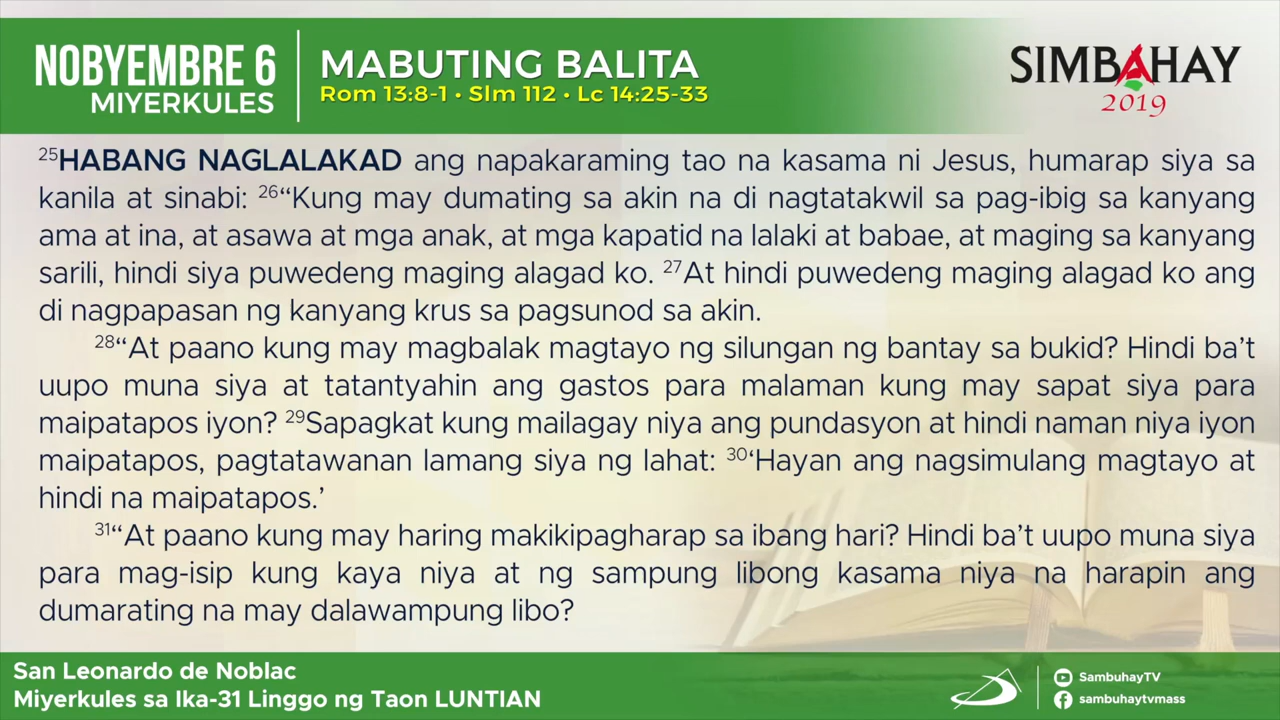 NOBYEMBRE 6
MIYERKULES
MABUTING BALITA
Rom 13:8-1 • Slm 112 • Lc 14:25-33
SIMBAHAY
2019
25HABANG NAGLALAKAD ang napakaraming tao na kasama ni Jesus, humarap siya sa
kanila at sinabi: 26“Kung may dumating sa akin na di nagtatakwil sa pag-ibig sa kanyang
ama at ina, at asawa at mga anak, at mga kapatid na lalaki at babae, at maging sa kanyang
sarili, hindi siya puwedeng maging alagad ko. 27At hindi puwedeng maging alagad ko ang
di nagpapasan ng kanyang krus sa pagsunod sa akin.
28“At paano kung may magbalak magtayo ng silungan ng bantay sa bukid? Hindi ba’t
uupo muna siya at tatantyahin ang gastos para malaman kung may sapat siya para
maipatapos iyon? 29Sapagkat kung mailagay niya ang pundasyon at hindi naman niya iyon
maipatapos, pagtatawanan lamang siya ng lahat: 30‘Hayan ang nagsimulang magtayo at
hindi na maipatapos.’
31“At paano kung may haring makikipagharap sa ibang hari? Hindi ba’t uupo muna siya
para mag-isip kung kaya niya at ng sampung libong kasama niya na harapin ang
dumarating na may dalawampung libo?
San Leonardo de Noblac
Miyerkules sa Ika-31 Linggo ng Taon LUNTIAN
SambuhayTV
sambuhaytvmass